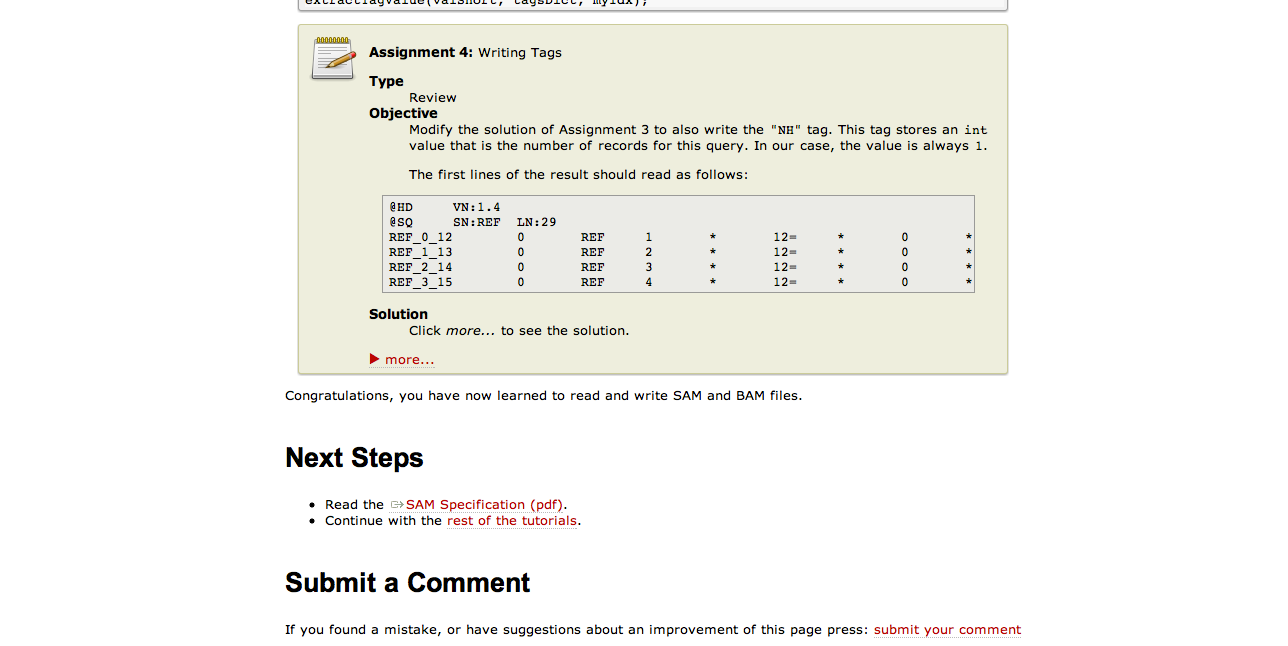 extractTagValue(valShort, tagsDict, myIdx);
Assignment 4: Writing Tags
Type
Review
Objective
Modify the solution of Assignment 3 to also write the "NH" tag. This tag stores an int
value that is the number of records for this query. In our case, the value is always 1.
The first lines of the result should read as follows:
@HD VN:1.4
@SQ SN:REF LN:29
REF_0_12 0 REF 1 * 12= * 0 *
REF_1_13 0 REF 2 * 12= * 0 *
REF_2_14 0 REF 3 * 12= * 0 *
REF_3_15 0 REF 4 * 12= * 0 *
Solution
Click more... to see the solution.
more...
Congratulations, you have now learned to read and write SAM and BAM files.
Next Steps
Read the SAM Specification (pdf).
Continue with the rest of the tutorials.
Submit a Comment
If you found a mistake, or have suggestions about an improvement of this page press: submit your comment